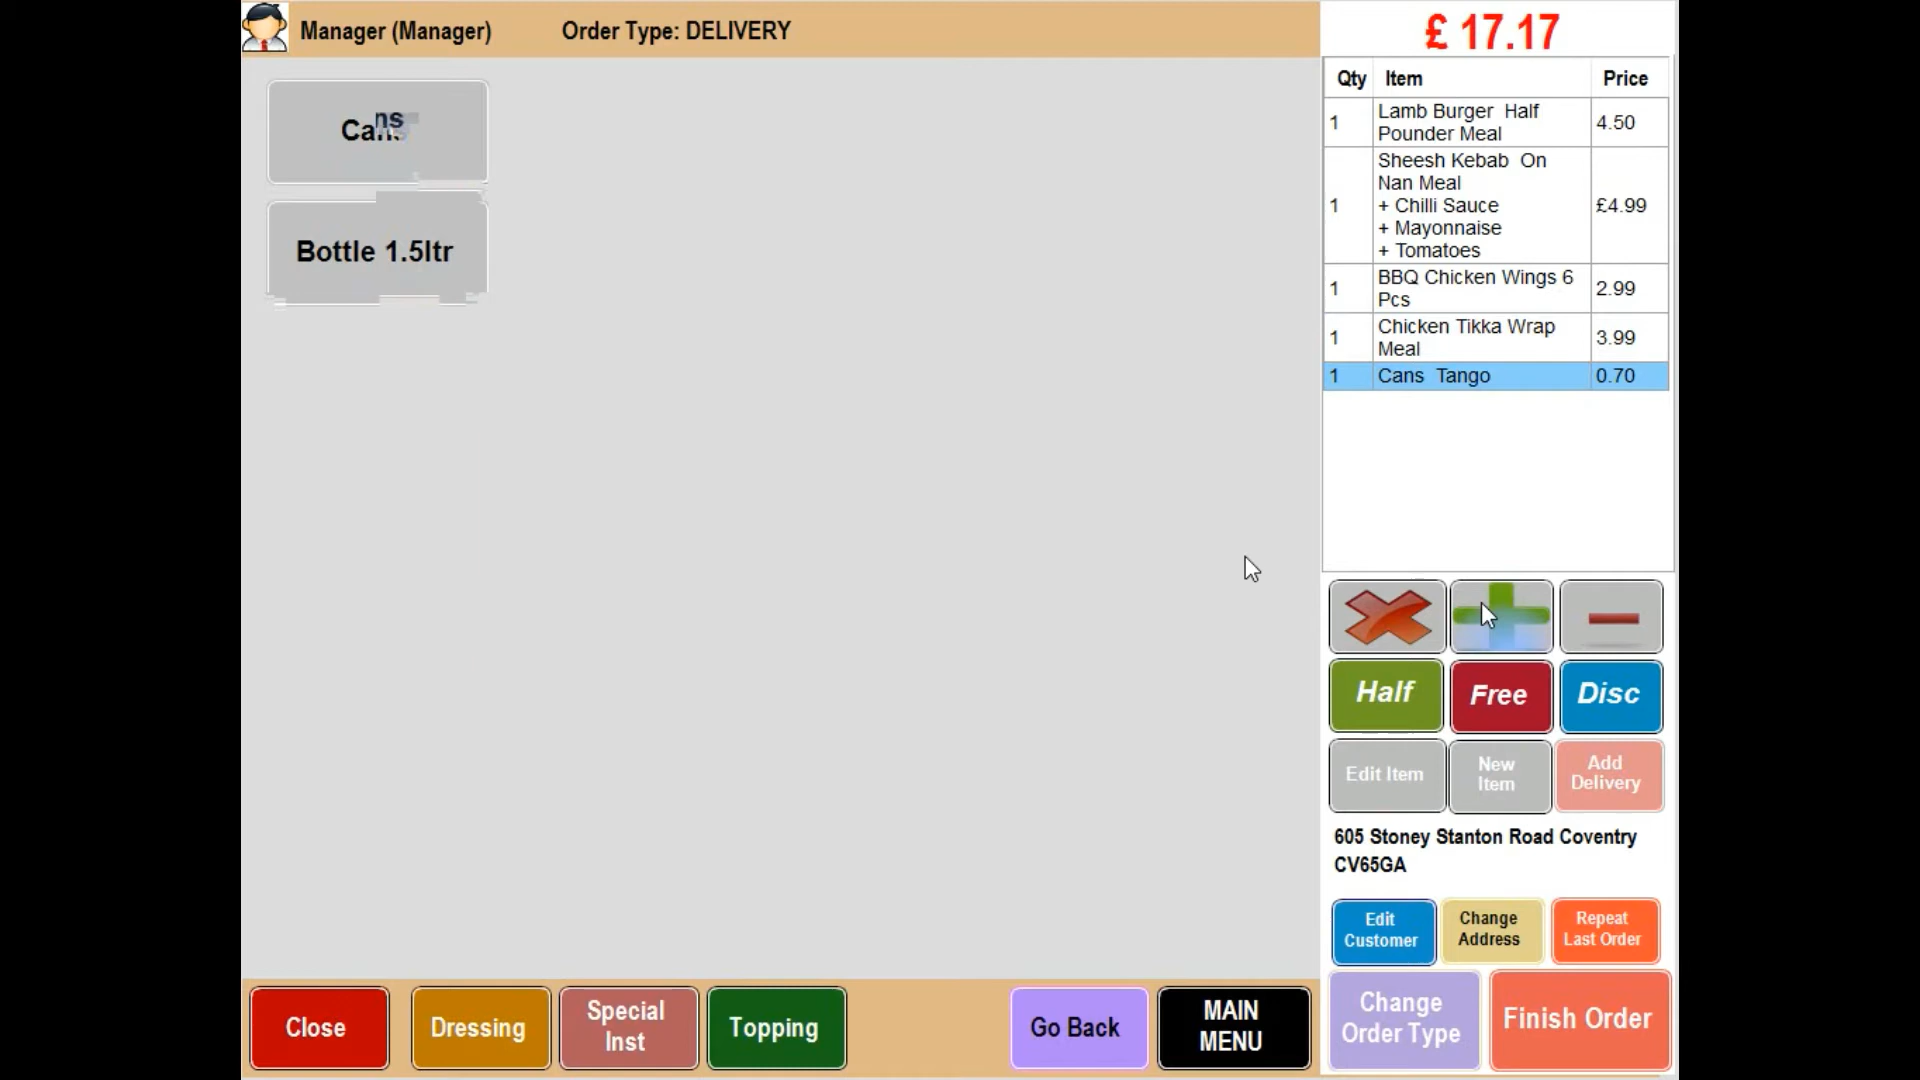 Manager (Manager)
Order Type: DELIVERY
£ 17.17
Qty Item Price
1 Lamb Burger Half Pounder Meal 4.50
1 Sheesh Kebab On Nan Meal
+ Chilli Sauce
+ Mayonnaise
+ Tomatoes £4.99
1 BBQ Chicken Wings 6 Pcs 2.99
1 Chicken Tikka Wrap Meal 3.99
1 Cans Tango 0.70
Cans
Bottle 1.5ltr
Half
Free
Disc
Edit Item
New
Item
Add
Delivery
605 Stoney Stanton Road Coventry
CV65GA
Edit
Customer
Change
Address
Repeat
Last Order
Close
Dressing
Special
Inst
Topping
Go Back
MAIN
MENU
Change
Order Type
Finish Order